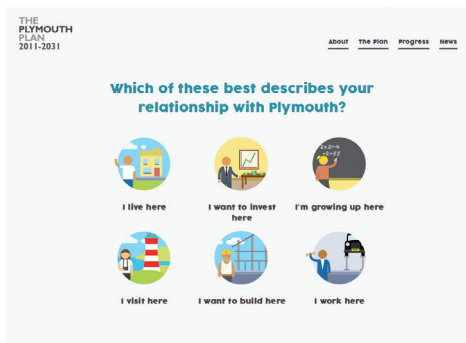 THE
PLYMOUTH
PLAN
2011-2031
About The Plan Progress News
Which of these best describes your
relationship with Plymouth?
I live here
I want to invest
here
I'm growing up here
I visit here
I want to build here
I work here